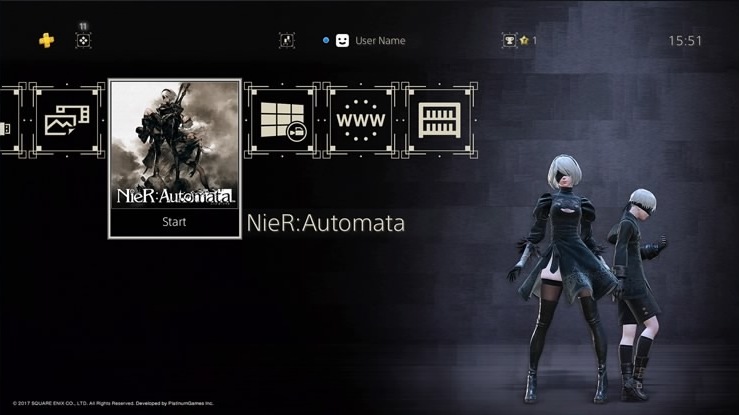 11
User Name
1
15:51
NieR:Automata
WWW
Start
NieR:Automata
© 2017 SQUARE ENIX CO., LTD. All Rights Reserved. Developed by PlatinumGames Inc.